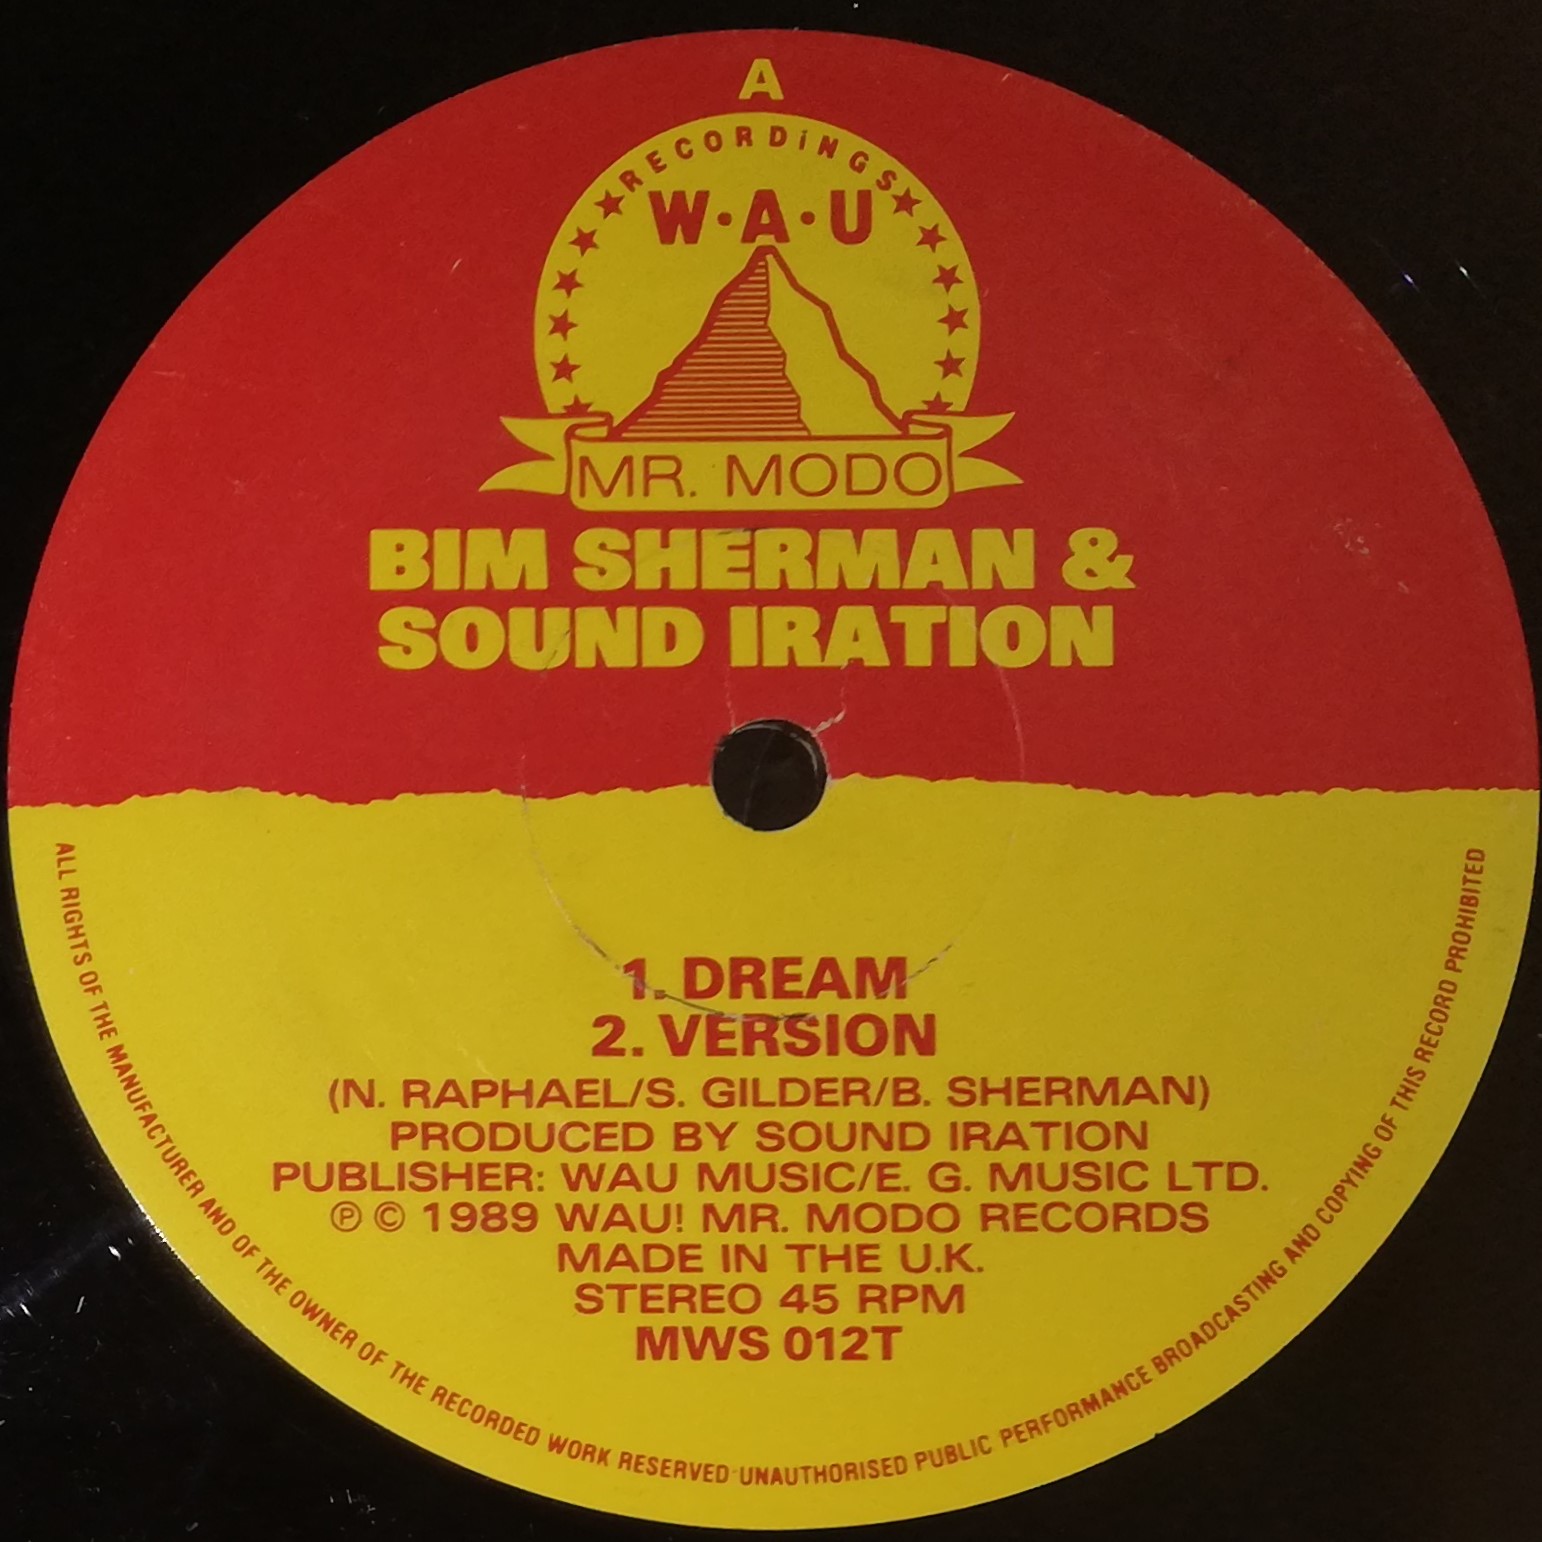 A
RECORDiNGS
W·A·U
MR. MODO
BIM SHERMAN &
SOUND IRATION
1. DREAM
2. VERSION
(N. RAPHAEL/S. GILDER/B. SHERMAN)
PRODUCED BY SOUND IRATION
PUBLISHER: WAU MUSIC/E. G. MUSIC LTD.
℗ © 1989 WAU! MR. MODO RECORDS
MADE IN THE U.K.
STEREO 45 RPM
MWS 012T
ALL RIGHTS OF THE MANUFACTURER AND OF THE OWNER OF THE RECORDED WORK RESERVED·UNAUTHORISED PUBLIC PERFORMANCE BROADCASTING AND COPYING OF THIS RECORD PROHIBITED